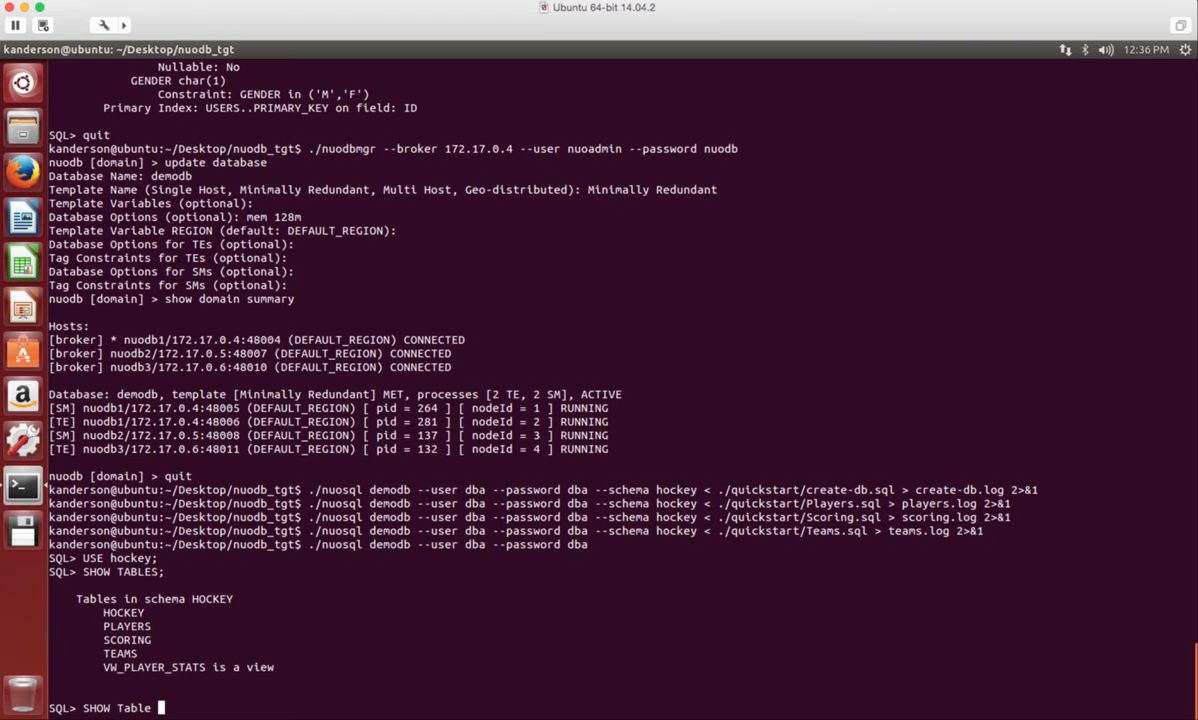 Ubuntu 64-bit 14.04.2
kanderson@ubuntu: ~/Desktop/nuodb_tgt
12:36 PM
Nullable: No
GENDER char(1)
Constraint: GENDER in ('M','F')
Primary Index: USERS..PRIMARY_KEY on field: ID
SQL> quit
kanderson@ubuntu:~/Desktop/nuodb_tgt$ ./nuodbmgr --broker 172.17.0.4 --user nuoadmin --password nuodb
nuodb [domain] > update database
Database Name: demodb
Template Name (Single Host, Minimally Redundant, Multi Host, Geo-distributed): Minimally Redundant
Template Variables (optional):
Database Options (optional): mem 128m
Template Variable REGION (default: DEFAULT_REGION):
Database Options for TEs (optional):
Tag Constraints for TEs (optional):
Database Options for SMs (optional):
Tag Constraints for SMs (optional):
nuodb [domain] > show domain summary
Hosts:
[broker] * nuodb1/172.17.0.4:48004 (DEFAULT_REGION) CONNECTED
[broker] nuodb2/172.17.0.5:48007 (DEFAULT_REGION) CONNECTED
[broker] nuodb3/172.17.0.6:48010 (DEFAULT_REGION) CONNECTED
Database: demodb, template [Minimally Redundant] MET, processes [2 TE, 2 SM], ACTIVE
[SM] nuodb1/172.17.0.4:48005 (DEFAULT_REGION) [ pid = 264 ] [ nodeId = 1 ] RUNNING
[TE] nuodb1/172.17.0.4:48006 (DEFAULT_REGION) [ pid = 281 ] [ nodeId = 2 ] RUNNING
[SM] nuodb2/172.17.0.5:48008 (DEFAULT_REGION) [ pid = 137 ] [ nodeId = 3 ] RUNNING
[TE] nuodb3/172.17.0.6:48011 (DEFAULT_REGION) [ pid = 132 ] [ nodeId = 4 ] RUNNING
nuodb [domain] > quit
kanderson@ubuntu:~/Desktop/nuodb_tgt$ ./nuosql demodb --user dba --password dba --schema hockey < ./quickstart/create-db.sql > create-db.log 2>&1
kanderson@ubuntu:~/Desktop/nuodb_tgt$ ./nuosql demodb --user dba --password dba --schema hockey < ./quickstart/Players.sql > players.log 2>&1
kanderson@ubuntu:~/Desktop/nuodb_tgt$ ./nuosql demodb --user dba --password dba --schema hockey < ./quickstart/Scoring.sql > scoring.log 2>&1
kanderson@ubuntu:~/Desktop/nuodb_tgt$ ./nuosql demodb --user dba --password dba --schema hockey < ./quickstart/Teams.sql > teams.log 2>&1
kanderson@ubuntu:~/Desktop/nuodb_tgt$ ./nuosql demodb --user dba --password dba
SQL> USE hockey;
SQL> SHOW TABLES;
Tables in schema HOCKEY
HOCKEY
PLAYERS
SCORING
TEAMS
VW_PLAYER_STATS is a view
SQL> SHOW Table